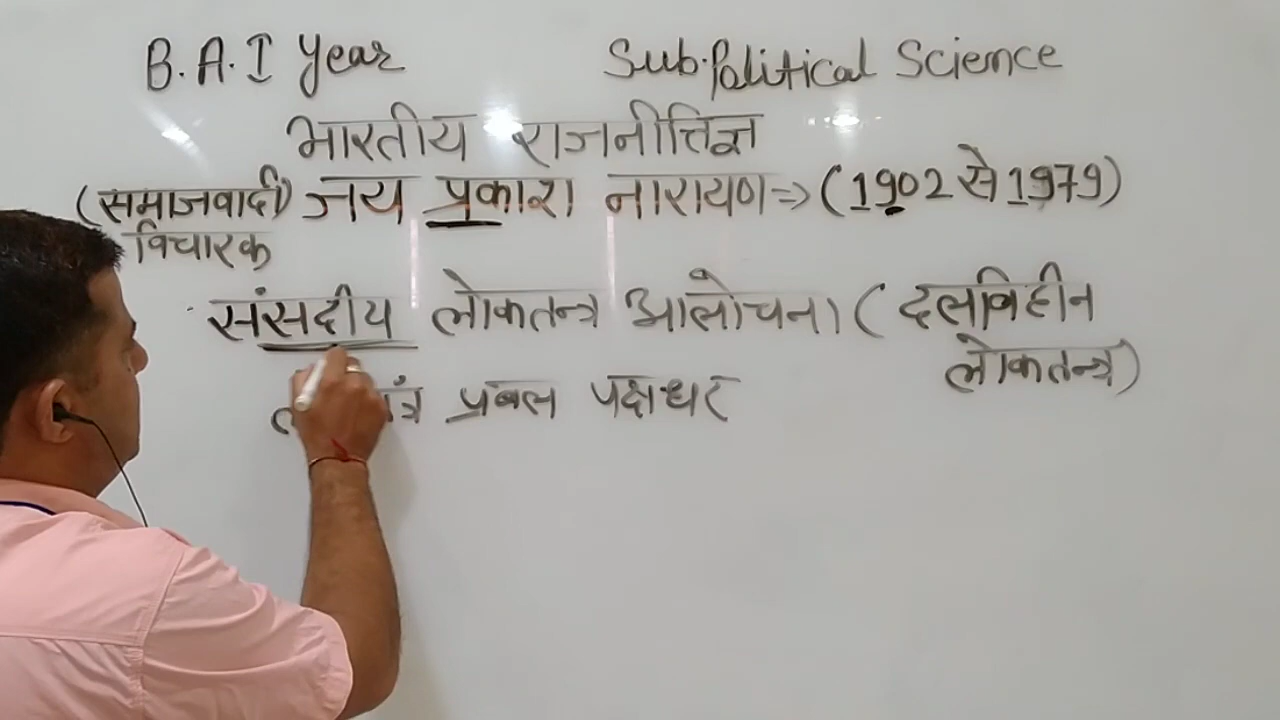 B.A.I Year Sub.Political Science
भारतीय राजनीत्तिज्ञ
(समाजवादी) जय प्रकाश नारायण⇒(1902 से 1979)
विचारक
संसदीय लोकतन्त्र आलोचना (दलविहीन
लोकतन्त्र)
प्रबल पक्षधर